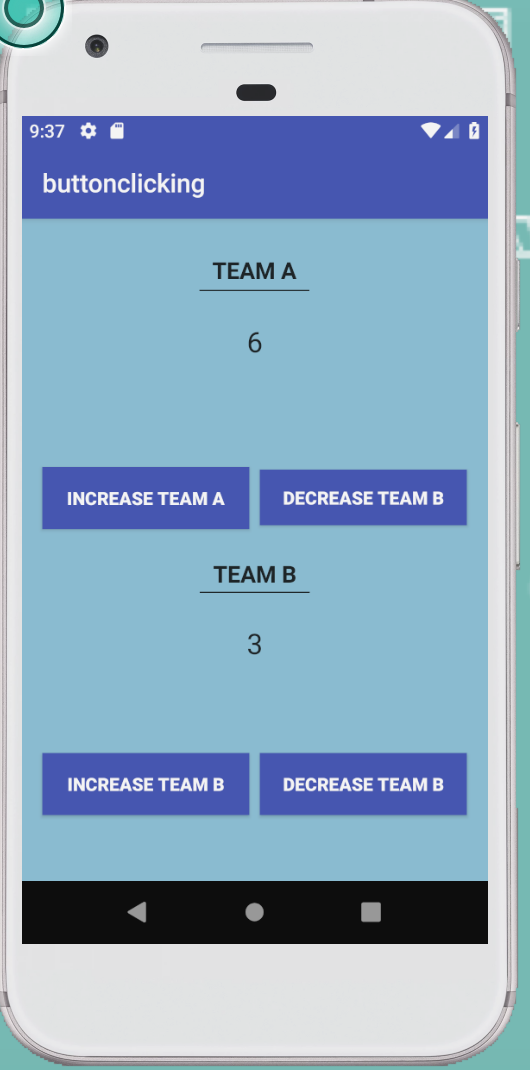 9:37
buttonclicking
TEAM A
6
INCREASE TEAM A DECREASE TEAM B
TEAM B
3
INCREASE TEAM B DECREASE TEAM B